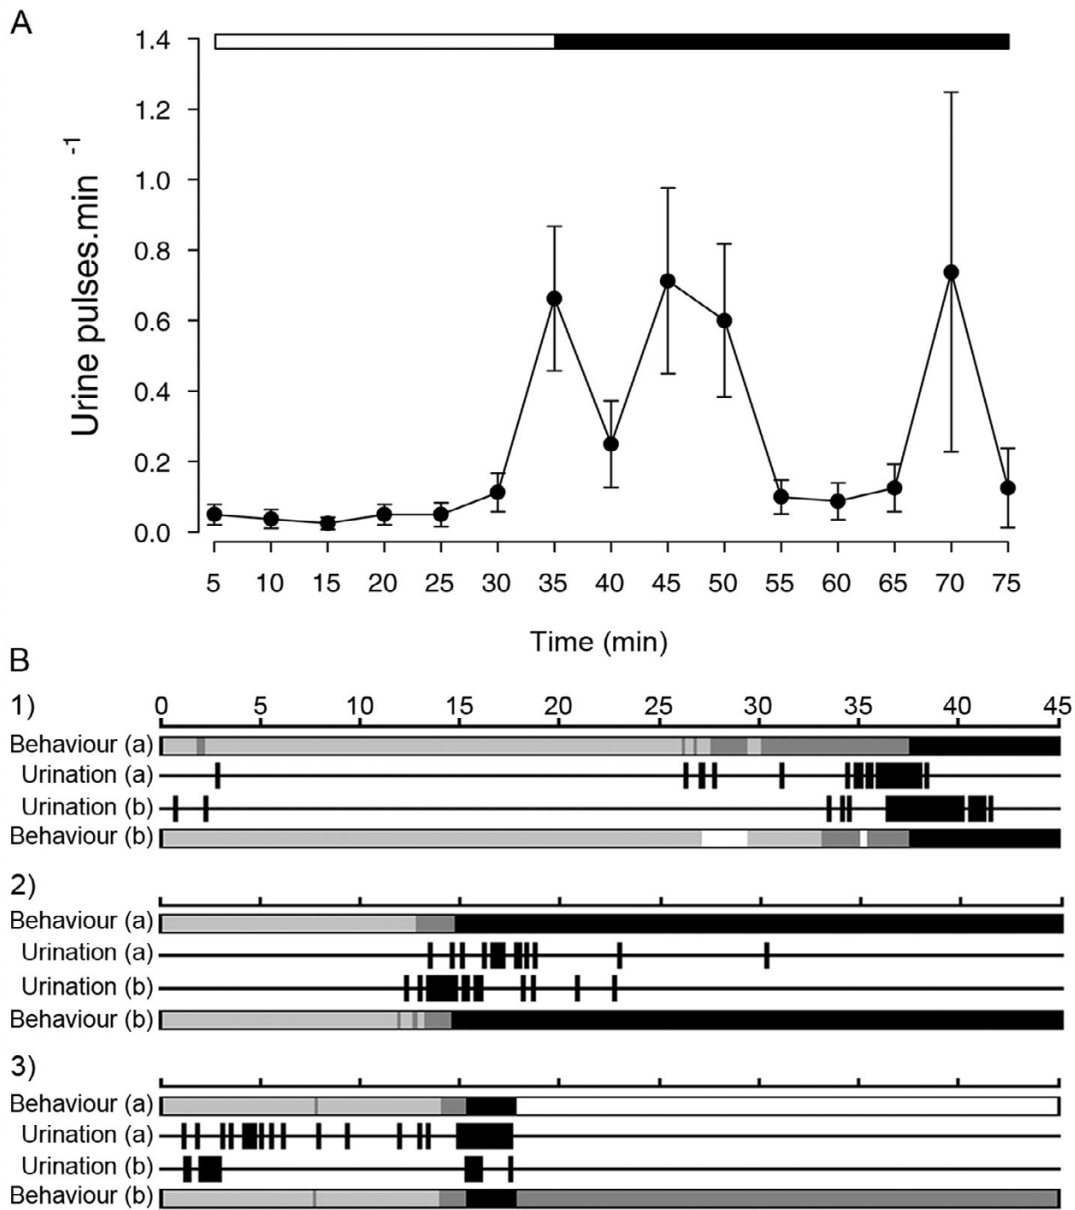 A
1.4
1.2
1.0
0.8
0.6
0.4
0.2
0.0
Urine pulses.min -1
5 10 15 20 25 30 35 40 45 50 55 60 65 70 75
Time (min)
B
1) 0 5 10 15 20 25 30 35 40 45
Behaviour (a)
Urination (a)
Urination (b)
Behaviour (b)
2)
Behaviour (a)
Urination (a)
Urination (b)
Behaviour (b)
3)
Behaviour (a)
Urination (a)
Urination (b)
Behaviour (b)